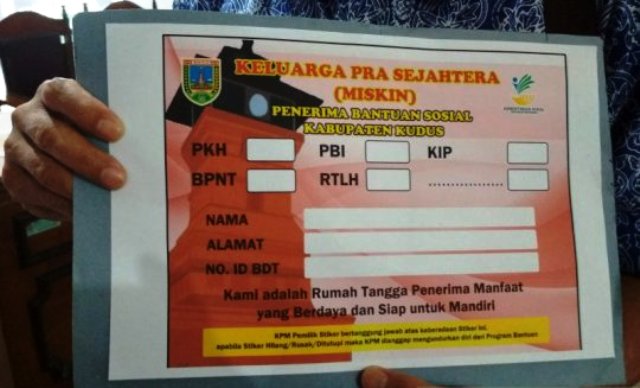 KELUARGA PRA SEJAHTERA
(MISKIN)
PENERIMA BANTUAN SOSIAL
KABUPATEN KUDUS
PKH PBI KIP
BPNT RTLH ................
NAMA
ALAMAT
NO. ID BDT
Kami adalah Rumah Tangga Penerima Manfaat
yang Berdaya dan Siap untuk Mandiri
KPM Pemilik Stiker bertanggung jawab atas keberadaan Stiker ini.
apabila Stiker Hilang/Rusak/Ditutupi maka KPM dianggap mengundurkan diri dari Program Bantuan